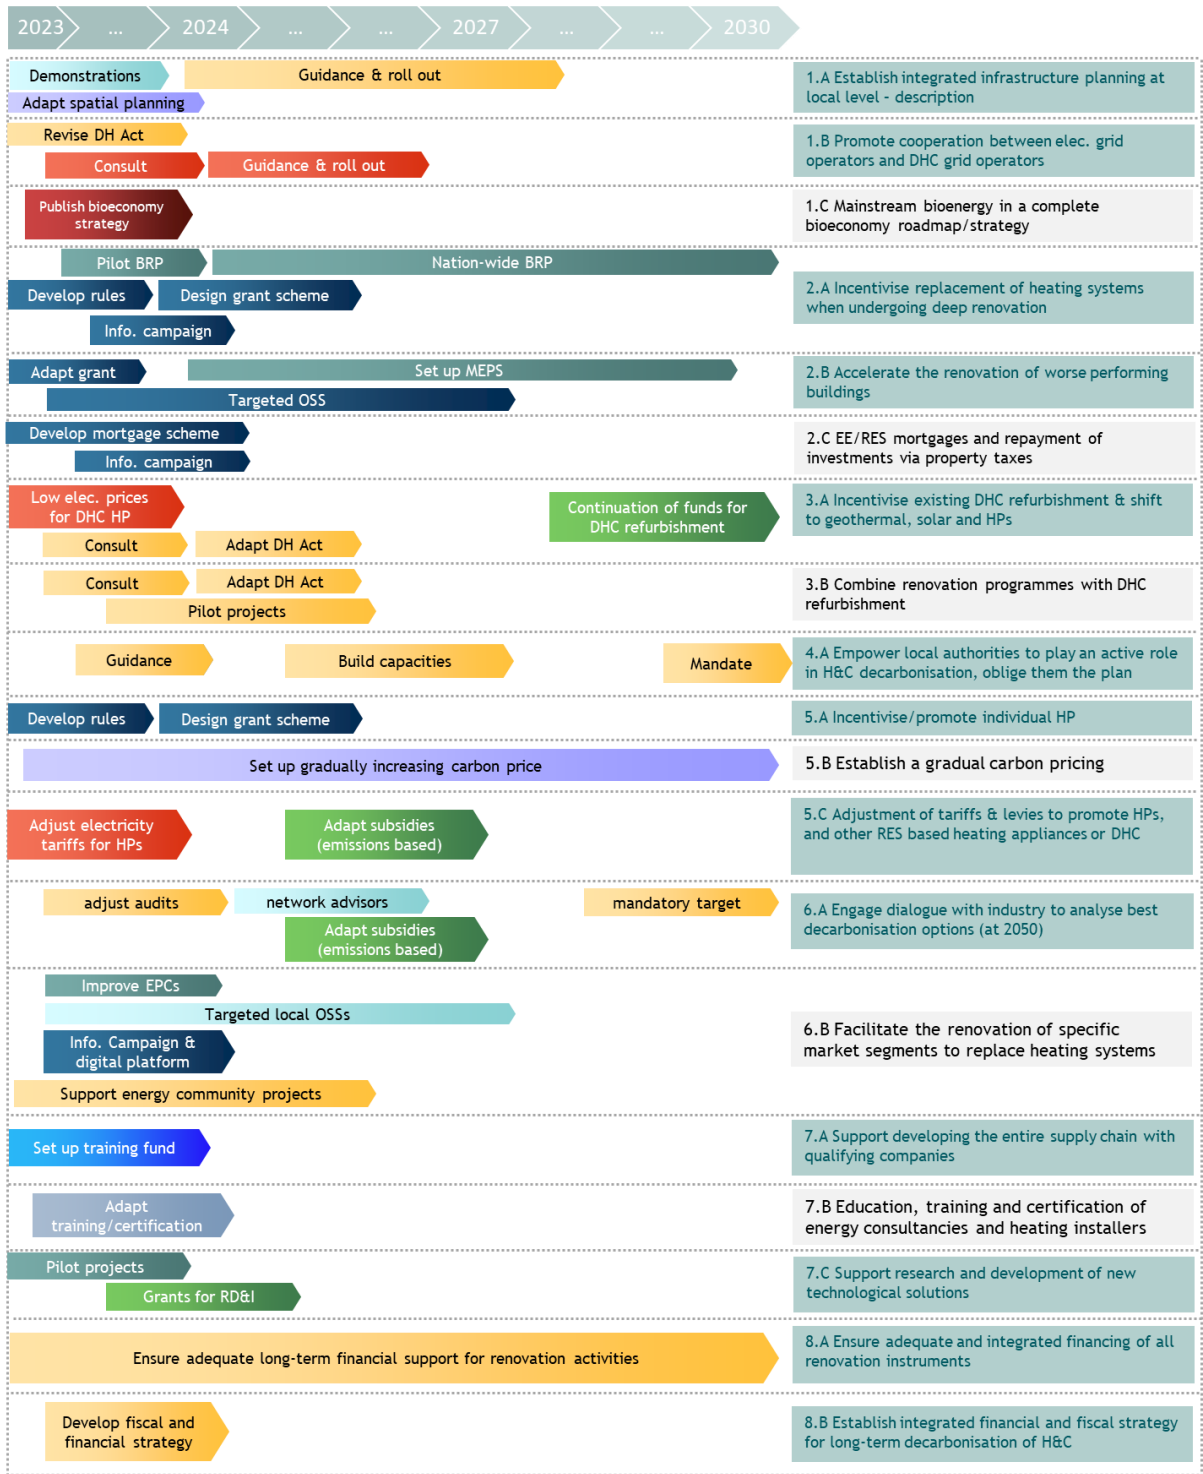 2023 ... 2024 ... ... 2027 ... ... 2030
Demonstrations
Guidance & roll out
Adapt spatial planning
1.A Establish integrated infrastructure planning at
local level – description
Revise DH Act
Consult
Guidance & roll out
1.B Promote cooperation between elec. grid
operators and DHC grid operators
Publish bioeconomy
strategy
1.C Mainstream bioenergy in a complete
bioeconomy roadmap/strategy
Pilot BRP
Nation-wide BRP
Develop rules
Design grant scheme
Info. campaign
2.A Incentivise replacement of heating systems
when undergoing deep renovation
Adapt grant
Set up MEPS
Targeted OSS
2.B Accelerate the renovation of worse performing
buildings
Develop mortgage scheme
Info. campaign
2.C EE/RES mortgages and repayment of
investments via property taxes
Low elec. prices
for DHC HP
Continuation of funds for
DHC refurbishment
Consult
Adapt DH Act
3.A Incentivise existing DHC refurbishment & shift
to geothermal, solar and HPs
Consult
Adapt DH Act
Pilot projects
3.B Combine renovation programmes with DHC
refurbishment
Guidance
Build capacities
Mandate
4.A Empower local authorities to play an active role
in H&C decarbonisation, oblige them the plan
Develop rules
Design grant scheme
5.A Incentivise/promote individual HP
Set up gradually increasing carbon price
5.B Establish a gradual carbon pricing
Adjust electricity
tariffs for HPs
Adapt subsidies
(emissions based)
5.C Adjustment of tariffs & levies to promote HPs,
and other RES based heating appliances or DHC
adjust audits
network advisors
mandatory target
Adapt subsidies
(emissions based)
6.A Engage dialogue with industry to analyse best
decarbonisation options (at 2050)
Improve EPCs
Targeted local OSSs
Info. Campaign &
digital platform
Support energy community projects
6.B Facilitate the renovation of specific
market segments to replace heating systems
Set up training fund
7.A Support developing the entire supply chain with
qualifying companies
Adapt
training/certification
7.B Education, training and certification of
energy consultancies and heating installers
Pilot projects
Grants for RD&I
7.C Support research and development of new
technological solutions
Ensure adequate long-term financial support for renovation activities
8.A Ensure adequate and integrated financing of all
renovation instruments
Develop fiscal and
financial strategy
8.B Establish integrated financial and fiscal strategy
for long-term decarbonisation of H&C